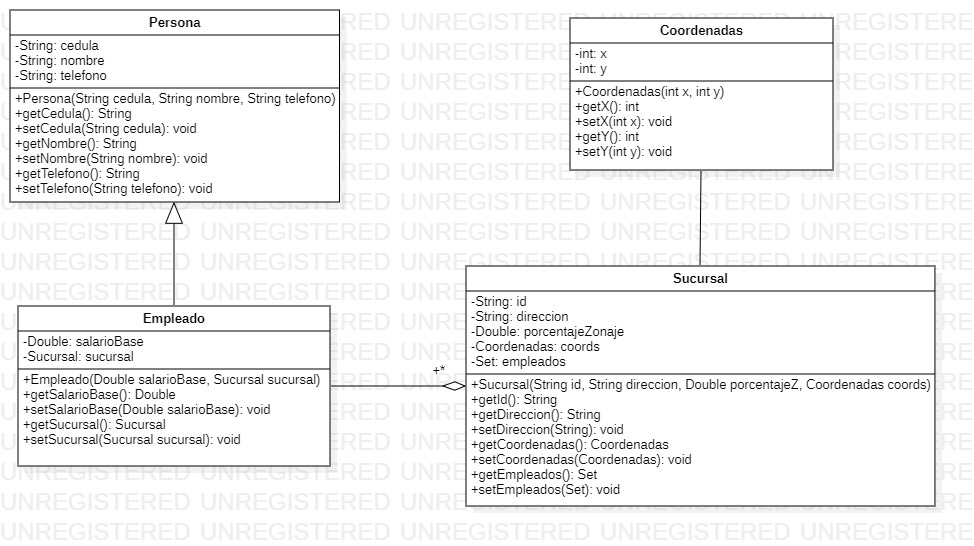 Persona
-String: cedula
-String: nombre
-String: telefono
+Persona(String cedula, String nombre, String telefono)
+getCedula(): String
+setCedula(String cedula): void
+getNombre(): String
+setNombre(String nombre): void
+getTelefono(): String
+setTelefono(String telefono): void
Coordenadas
-int: x
-int: y
+Coordenadas(int x, int y)
+getX(): int
+setX(int x): void
+getY(): int
+setY(int y): void
Empleado
-Double: salarioBase
-Sucursal: sucursal
+Empleado(Double salarioBase, Sucursal sucursal)
+getSalarioBase(): Double
+setSalarioBase(Double salarioBase): void
+getSucursal(): Sucursal
+setSucursal(Sucursal sucursal): void
+*
Sucursal
-String: id
-String: direccion
-Double: porcentajeZonaje
-Coordenadas: coords
-Set: empleados
+Sucursal(String id, String direccion, Double porcentajeZ, Coordenadas coords)
+getId(): String
+getDireccion(): String
+setDireccion(String): void
+getCoordenadas(): Coordenadas
+setCoordenadas(Coordenadas): void
+getEmpleados(): Set
+setEmpleados(Set): void
UNREGISTERED